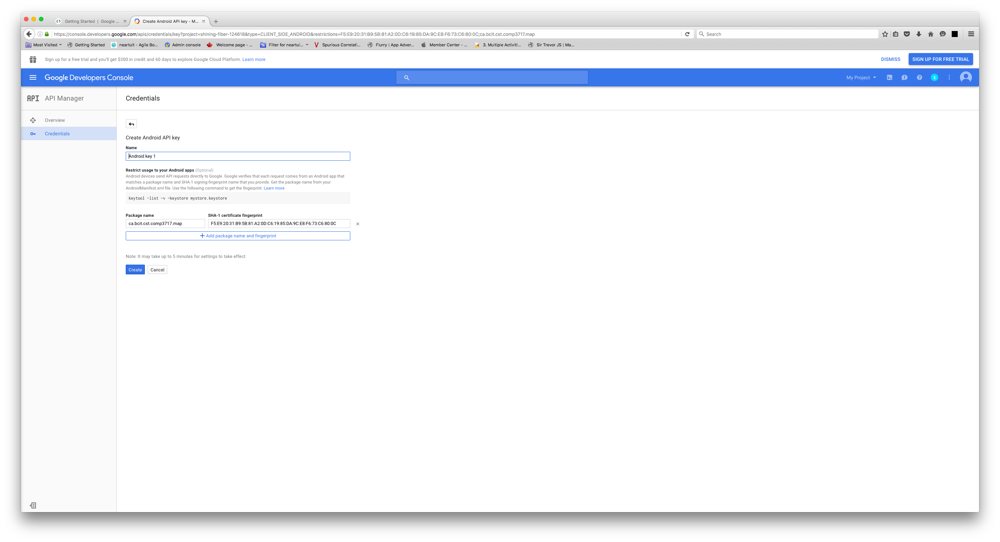 Getting Started | Google ...
Create Android API key - M...
https://console.developers.google.com/apis/credentials/key?project=shining-fiber-124618&type=CLIENT_SIDE_ANDROID&restrictions=F5:E9:20:31:B9:5B:81:A2:0D:C6:19:85:DA:9C:E8:F6:73:C6:80:0C;ca.bcit.cst.comp3717.map
Search
Most Visited
Getting Started
neartuit - Agile Bo...
Admin console
Welcome page - ...
Filter for neartui...
Spurious Correlati...
Flurry | App Adver...
Member Center - ...
3. Multiple Activiti...
Sir Trevor JS | Ma...
Sign up for a free trial and you'll get $300 in credit and 60 days to explore Google Cloud Platform. Learn more
DISMISS
SIGN UP FOR FREE TRIAL
Google Developers Console
My Project
1
API API Manager
Credentials
Overview
Credentials
Create Android API key
Name
Android key 1
Restrict usage to your Android apps (Optional)
Android devices send API requests directly to Google. Google verifies that each request comes from an Android app that
matches a package name and SHA-1 signing-fingerprint name that you provide. Get the package name from your
AndroidManifest.xml file. Use the following command to get the fingerprint. Learn more
keytool -list -v -keystore mystore.keystore
Package name
SHA-1 certificate fingerprint
ca.bcit.cst.comp3717.map
F5:E9:20:31:B9:5B:81:A2:0D:C6:19:85:DA:9C:E8:F6:73:C6:80:0C
Add package name and fingerprint
Note: It may take up to 5 minutes for settings to take effect
Create
Cancel